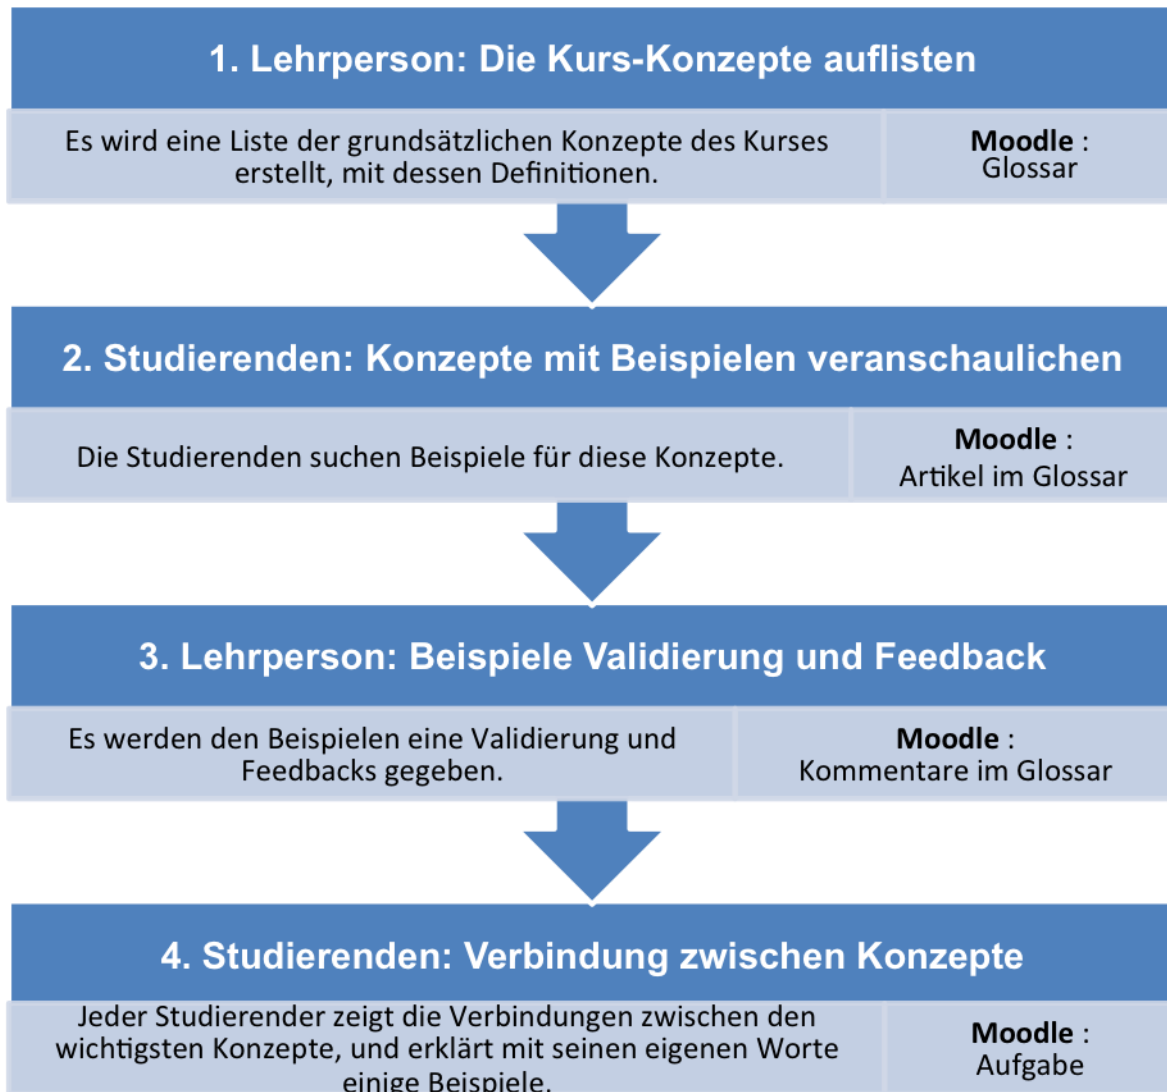 1. Lehrperson: Die Kurs-Konzepte auflisten
Es wird eine Liste der grundsätzlichen Konzepte des Kurses
erstellt, mit dessen Definitionen.
Moodle :
Glossar
2. Studierenden: Konzepte mit Beispielen veranschaulichen
Die Studierenden suchen Beispiele für diese Konzepte.
Moodle :
Artikel im Glossar
3. Lehrperson: Beispiele Validierung und Feedback
Es werden den Beispielen eine Validierung und
Feedbacks gegeben.
Moodle :
Kommentare im Glossar
4. Studierenden: Verbindung zwischen Konzepte
Jeder Studierender zeigt die Verbindungen zwischen den
wichtigsten Konzepte, und erklärt mit seinen eigenen Worte
einige Beispiele.
Moodle :
Aufgabe